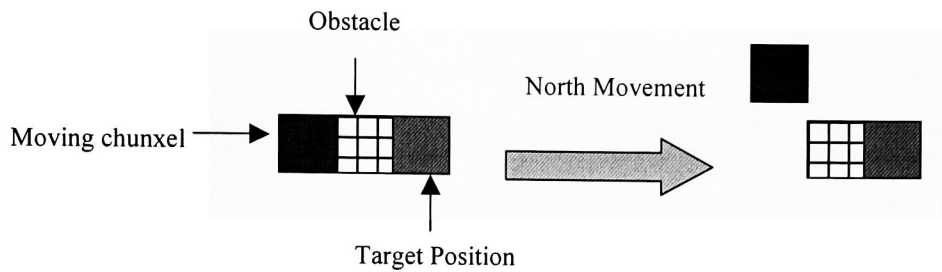 Obstacle
North Movement
Moving chunxel
Target Position